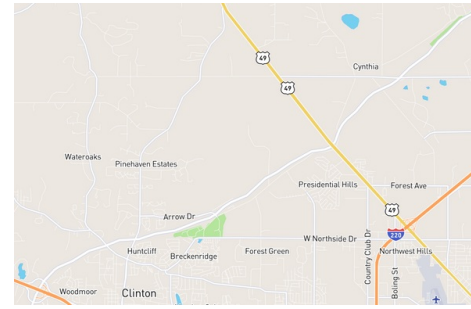 49
Cynthia
49
Wateroaks
Pinehaven Estates
Presidential Hills
Forest Ave
49
Arrow Dr
220
W Northside Dr
Country Club Dr
Huntcliff
Breckenridge
Forest Green
Northwest Hills
Boling St
Woodmoor
Clinton